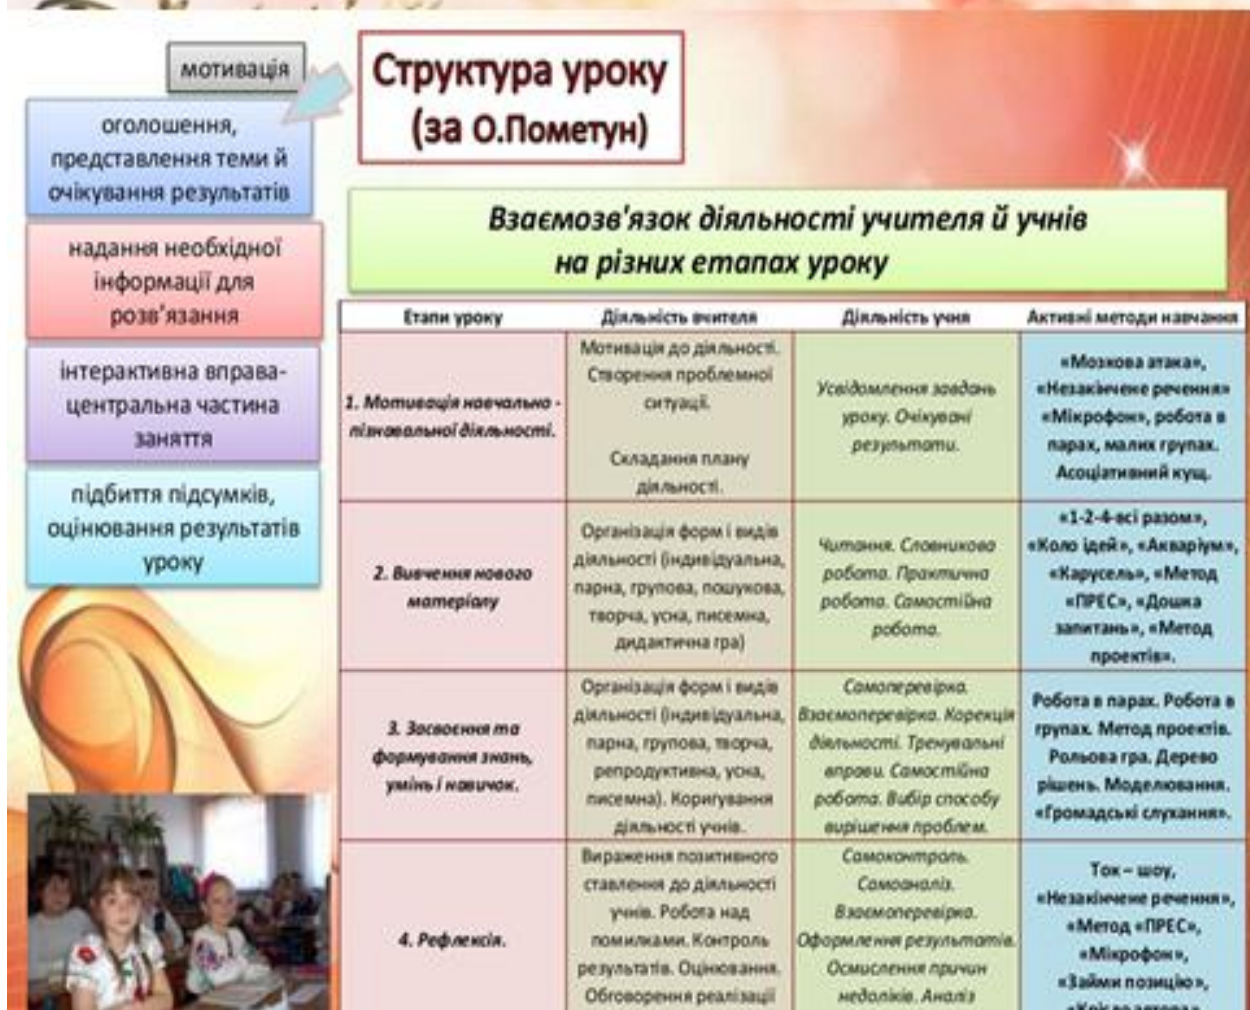 мотивація
Структура уроку
(за О.Пометун)
оголошення,
представлення теми й
очікування результатів
надання необхідної
інформації для
розв'язання
інтерактивна вправа-
центральна частина
заняття
підбиття підсумків,
оцінювання результатів
уроку
Взаємозв'язок діяльності учителя й учнів
на різних етапах уроку
Етапи уроку
Діяльність вчителя
Діяльність учня
Активні методи навчання
1. Мотивація навчально -
пізнавальної діяльності.
Мотивація до діяльності.
Створення проблемної
ситуації.
Складання плану
діяльності.
Усвідомлення завдань
уроку. Очікувані
результати.
«Мозкова атака»,
«Незакінчене речення»
«Мікрофон», робота в
парах, малих групах.
Асоціативний кущ.
2. Вивчення нового
матеріалу
Організація форм і видів
діяльності (індивідуальна,
парна, групова, пошукова,
творча, усна, писемна,
дидактична гра)
Читання. Словникова
робота. Практична
робота. Самостійна
робота.
«1-2-4-всі разом»,
«Коло ідей», «Акваріум»,
«Карусель», «Метод
«ПРЕС», «Дошка
запитань», «Метод
проектів».
3. Засвоєння та
формування знань,
умінь і навичок.
Організація форм і видів
діяльності (індивідуальна,
парна, групова, творча,
репродуктивна, усна,
писемна). Коригування
діяльності учнів.
Самоперевірка.
Взаємоперевірка. Корекція
діяльності. Тренувальні
вправи. Самостійна
робота. Вибір способу
вирішення проблем.
Робота в парах. Робота в
групах. Метод проектів.
Рольова гра. Дерево
рішень. Моделювання.
«Громадські слухання».
4. Рефлексія.
Вираження позитивного
ставлення до діяльності
учнів. Робота над
помилками. Контроль
результатів. Оцінювання.
Обговорення реалізації
Самоконтроль.
Самоаналіз.
Взаємоперевірка.
Оформлення результатів.
Осмислення причин
недоліків. Аналіз
Ток – шоу,
«Незакінчене речення»,
«Метод «ПРЕС»,
«Мікрофон»,
«Займи позицію»,